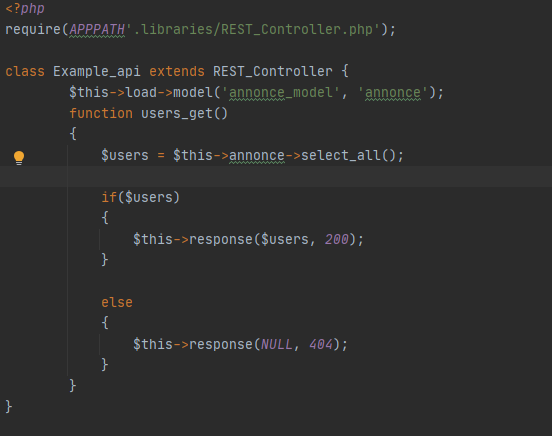 <?php
require(APPPATH'.libraries/REST_Controller.php');
class Example_api extends REST_Controller {
$this->load->model('annonce_model', 'annonce');
function users_get()
{
$users = $this->annonce->select_all();
if($users)
{
$this->response($users, 200);
}
else
{
$this->response(NULL, 404);
}
}
}